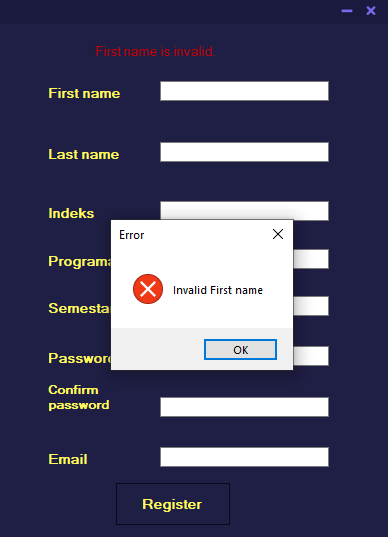 First name is invalid.
First name
Last name
Indeks
Error
Invalid First name
OK
Password
Confirm
password
Email
Register